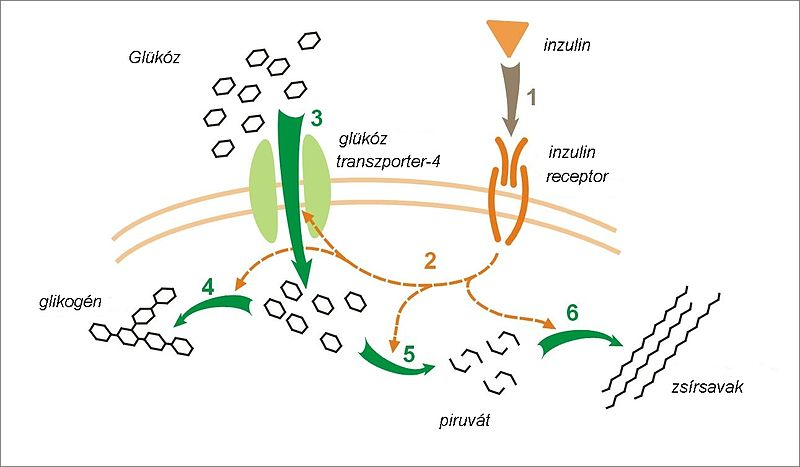 Glükóz
inzulin
1
3
glükóz
transzporter-4
inzulin
receptor
2
4
glikogén
6
5
zsírsavak
piruvát